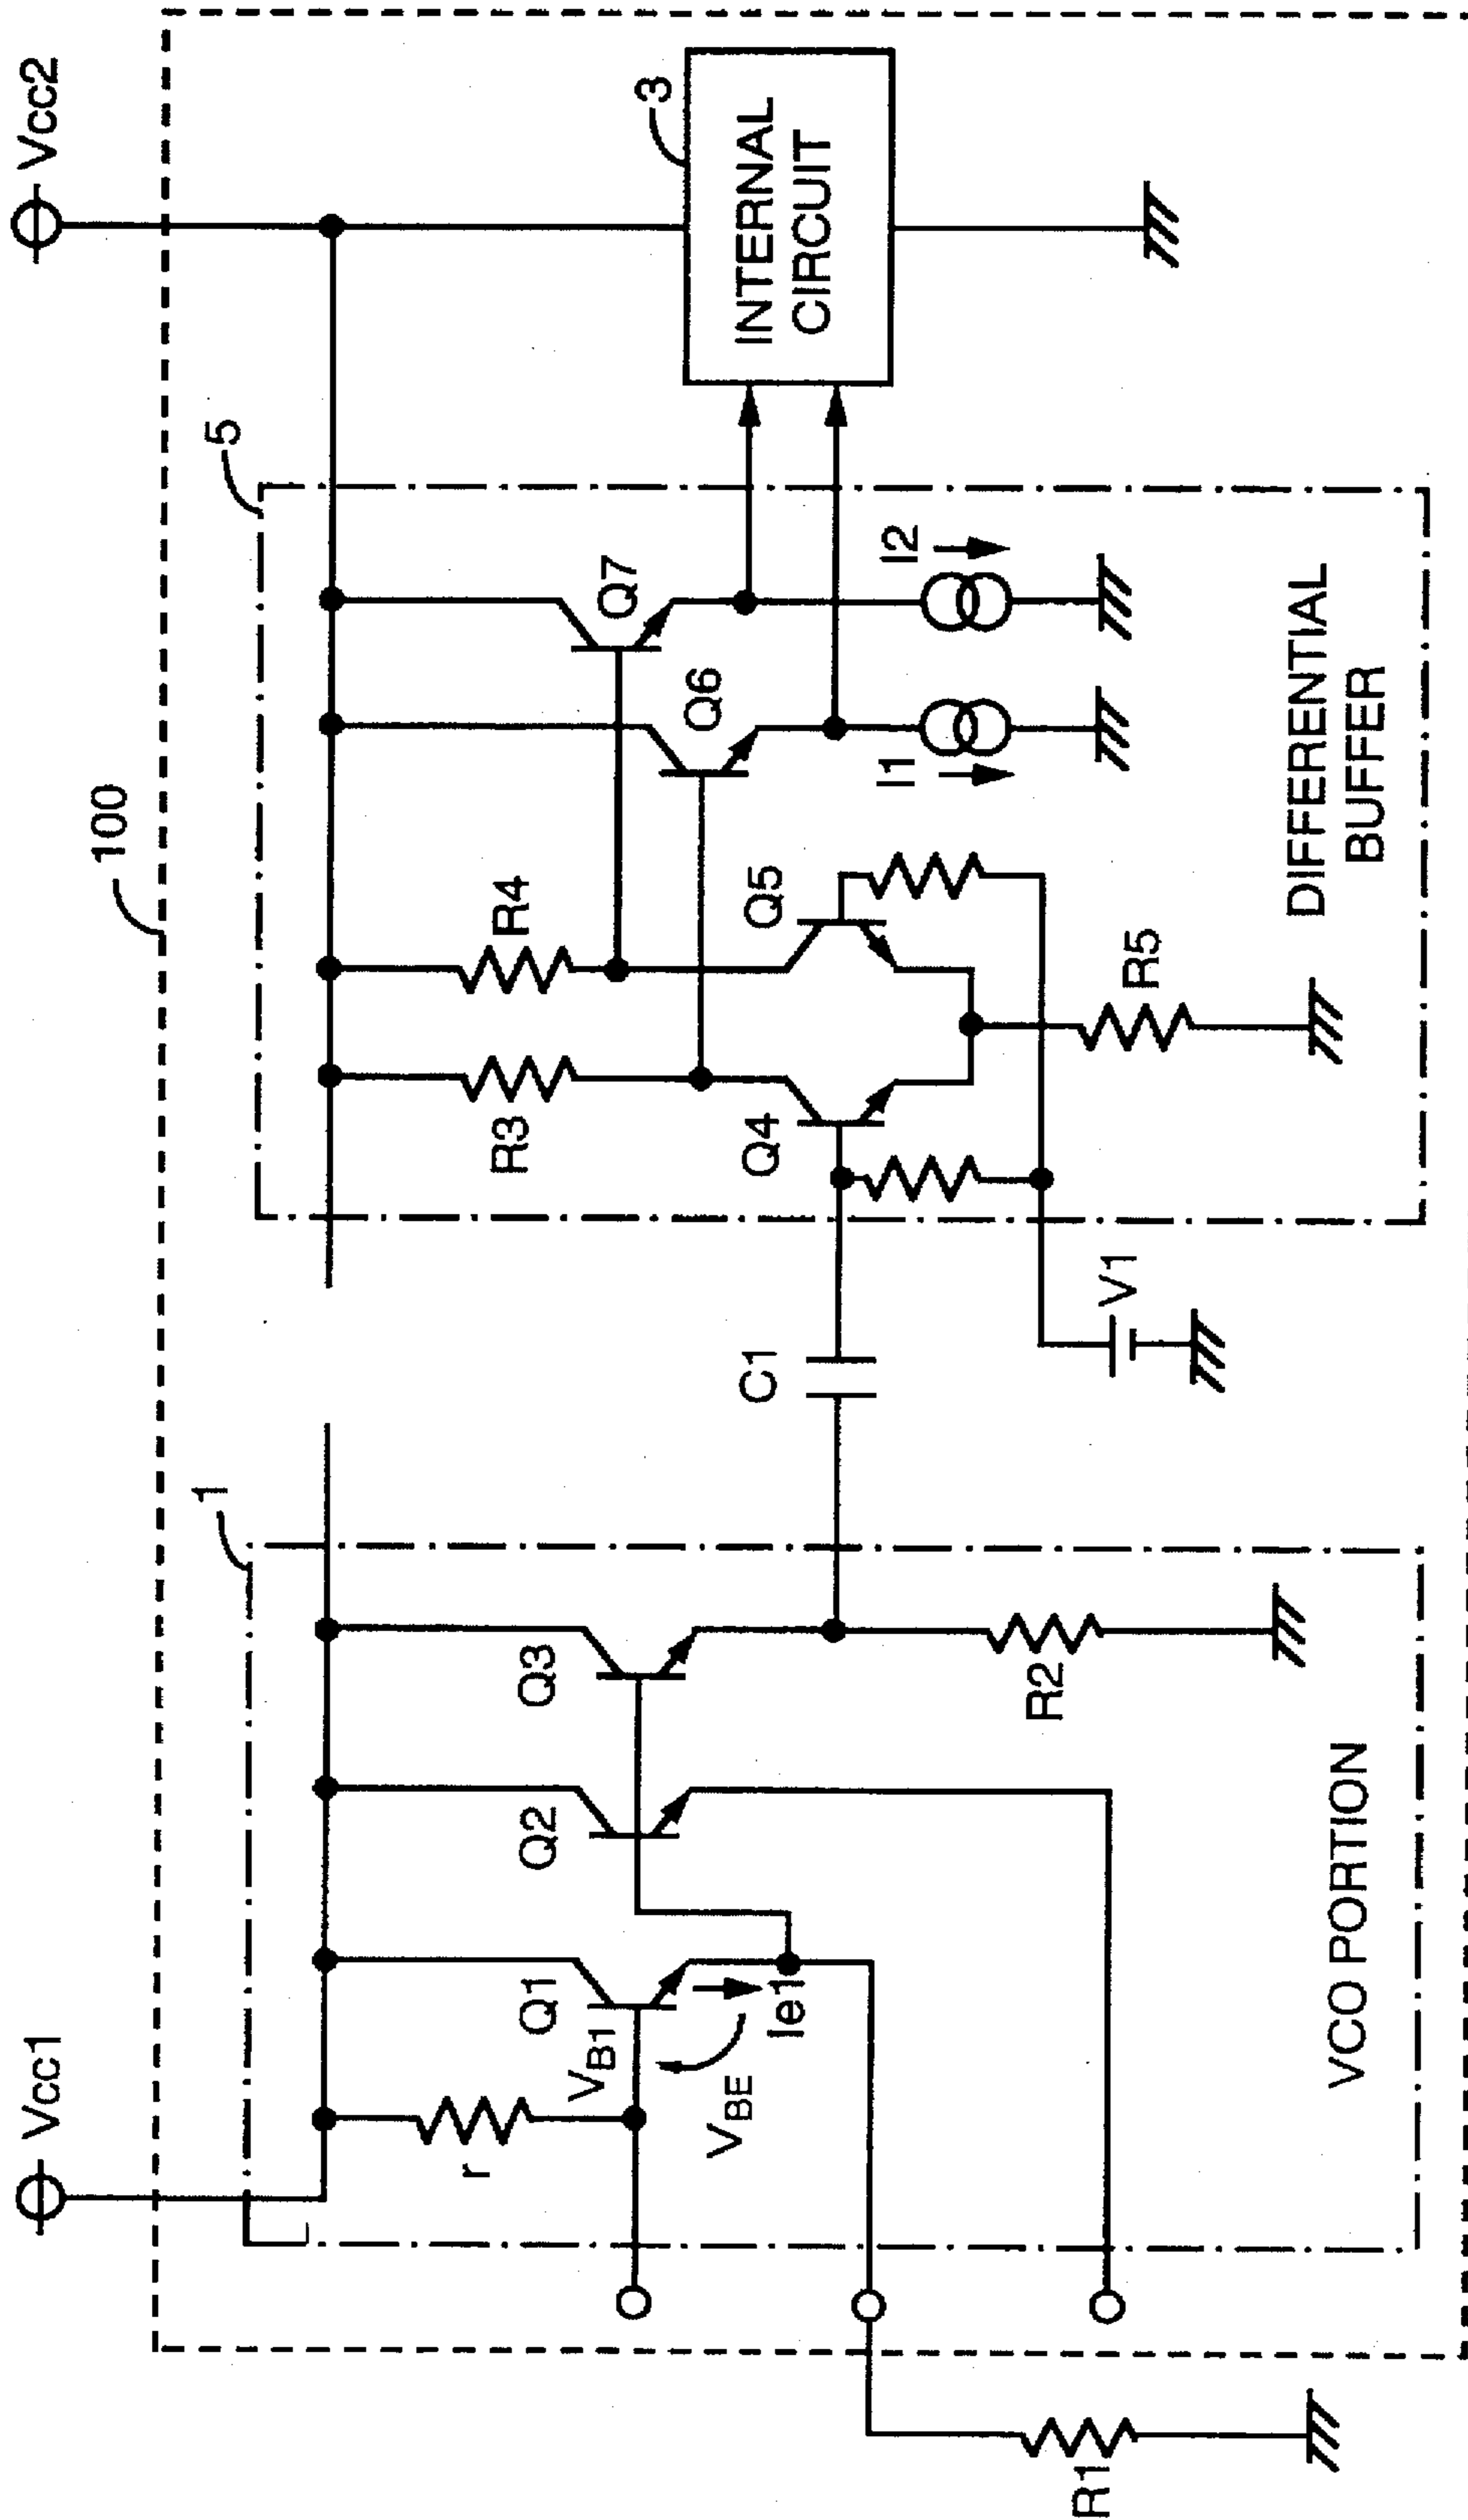 Vcc1
Vcc2
100
1
5
3
r
VB1
Q1
VBE
Ie1
Q2
Q3
R1
R2
VCO PORTION
C1
V1
R3
R4
Q4
Q5
R5
Q6
Q7
I1
I2
DIFFERENTIAL
BUFFER
INTERNAL
CIRCUIT